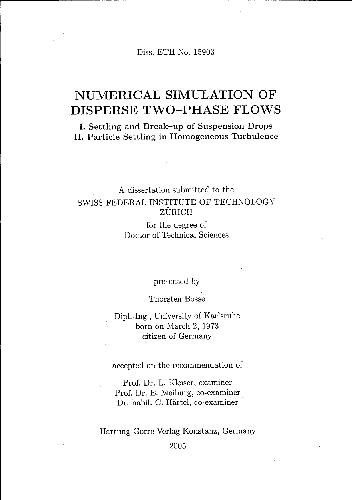 Diss. ETH No. 15903
NUMERICAL SIMULATION OF
DISPERSE TWO-PHASE FLOWS
I. Settling and Break-up of Suspension Drops
II. Particle Settling in Homogeneous Turbulence
A dissertation submitted to the
SWISS FEDERAL INSTITUTE OF TECHNOLOGY
ZÜRICH
for the degree of
Doctor of Technical Sciences
presented by
Thorsten Bosse
Dipl.-Ing., University of Karlsruhe
born on March 2, 1973
citizen of Germany
accepted on the recommendation of
Prof. Dr. L. Kleiser, examiner
Prof. Dr. E. Meiburg, co-examiner
Dr. habil. C. Härtel, co-examiner
Hartung-Gorre Verlag Konstanz, Germany
2005